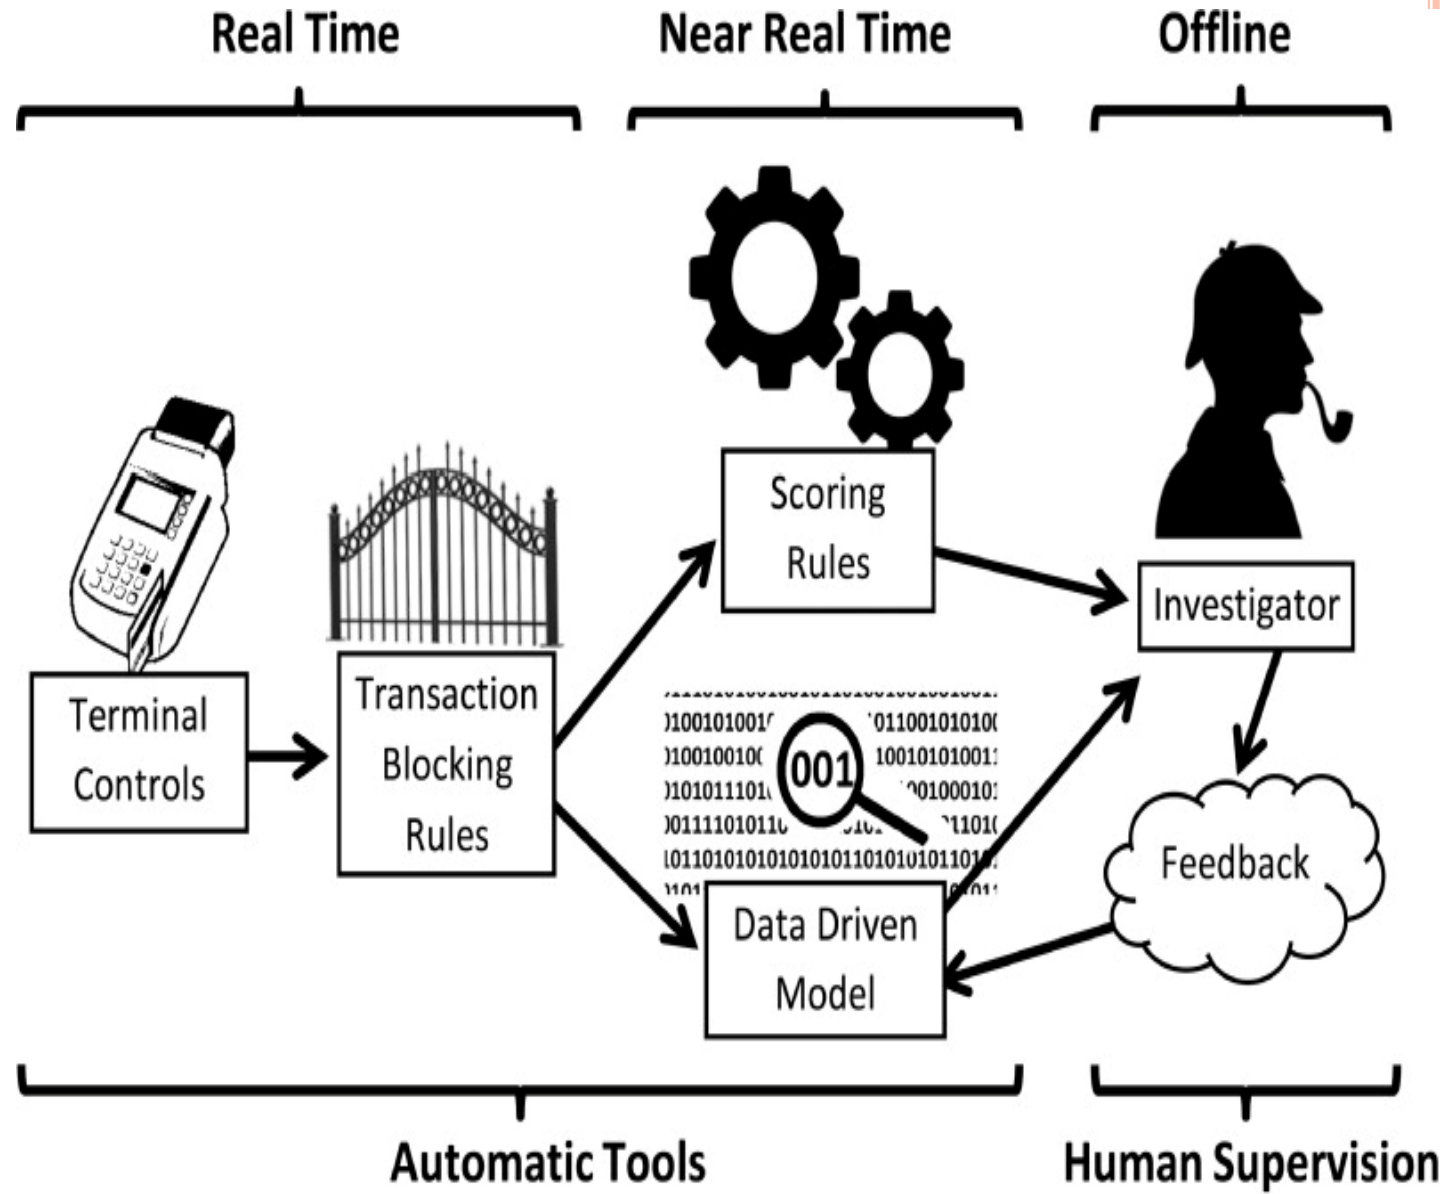 Real Time
Near Real Time
Offline
Scoring
Rules
Investigator
Transaction
Blocking
Rules
Terminal
Controls
001
Feedback
Data Driven
Model
Automatic Tools
Human Supervision